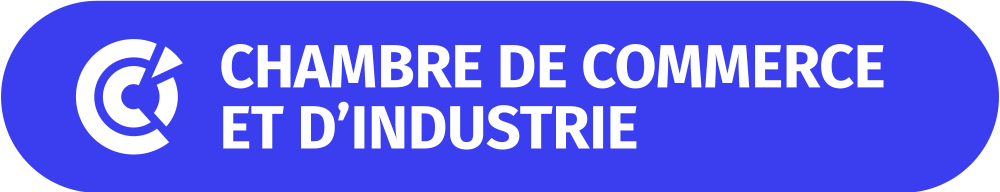 CHAMBRE DE COMMERCE
ET D’INDUSTRIE